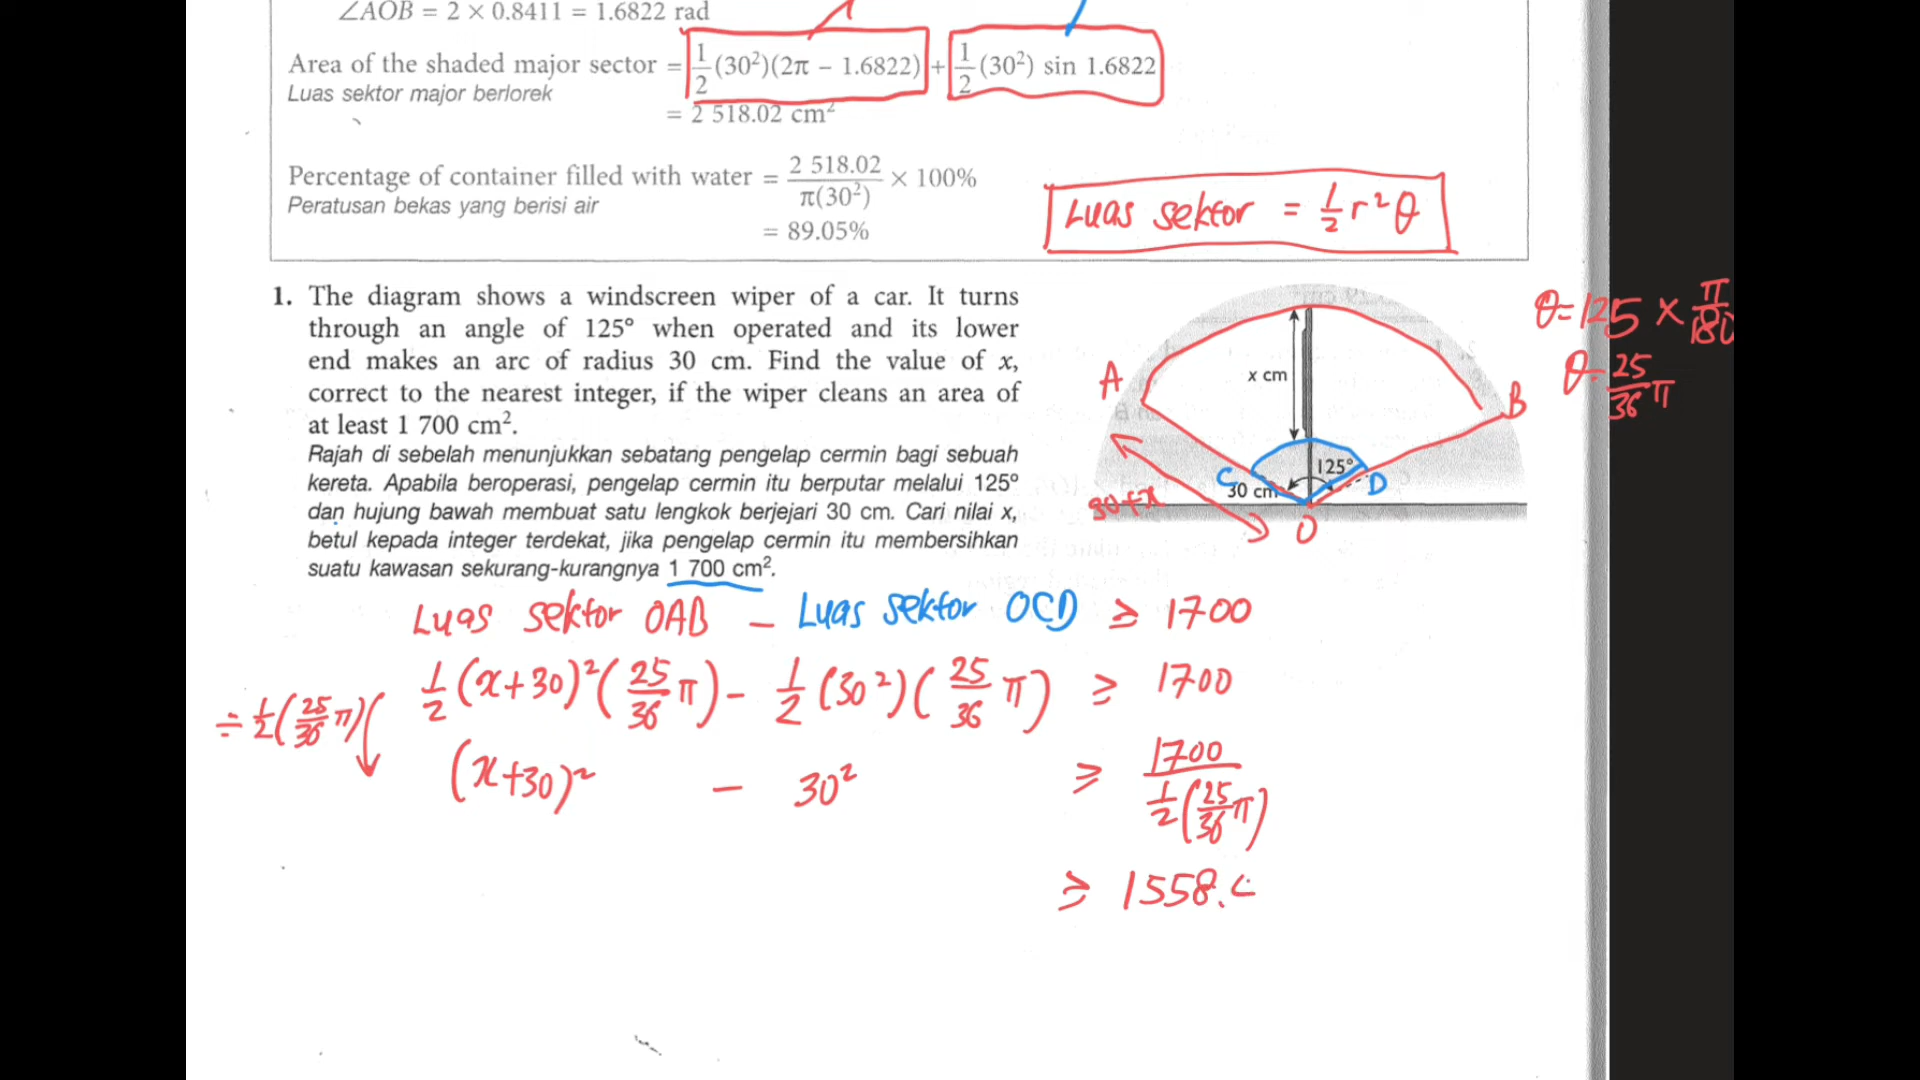 ∠AOB = 2 × 0.8411 = 1.6822 rad
Area of the shaded major sector = 1/2 (30²)(2π – 1.6822) + 1/2 (30²) sin 1.6822
Luas sektor major berlorek
= 2 518.02 cm²
Percentage of container filled with water = 2 518.02 / π(30²) × 100%
Peratusan bekas yang berisi air
= 89.05%
Luas sektor = 1/2 r²θ
1. The diagram shows a windscreen wiper of a car. It turns
through an angle of 125° when operated and its lower
end makes an arc of radius 30 cm. Find the value of x,
correct to the nearest integer, if the wiper cleans an area of
at least 1 700 cm².
Rajah di sebelah menunjukkan sebatang pengelap cermin bagi sebuah
kereta. Apabila beroperasi, pengelap cermin itu berputar melalui 125°
dan hujung bawah membuat satu lengkok berjejari 30 cm. Cari nilai x,
betul kepada integer terdekat, jika pengelap cermin itu membersihkan
suatu kawasan sekurang-kurangnya 1 700 cm².
A
B
x cm
125°
C
D
30 cm
30+x
O
θ = 125 × π/180
θ = 25/36 π
Luas sektor OAB – Luas sektor OCD ≥ 1700
÷ 1/2 (25/36 π)
1/2 (x+30)² (25/36 π) – 1/2 (30²)(25/36 π) ≥ 1700
(x+30)² – 30² ≥ 1700 / 1/2 (25/36 π)
≥ 1558.